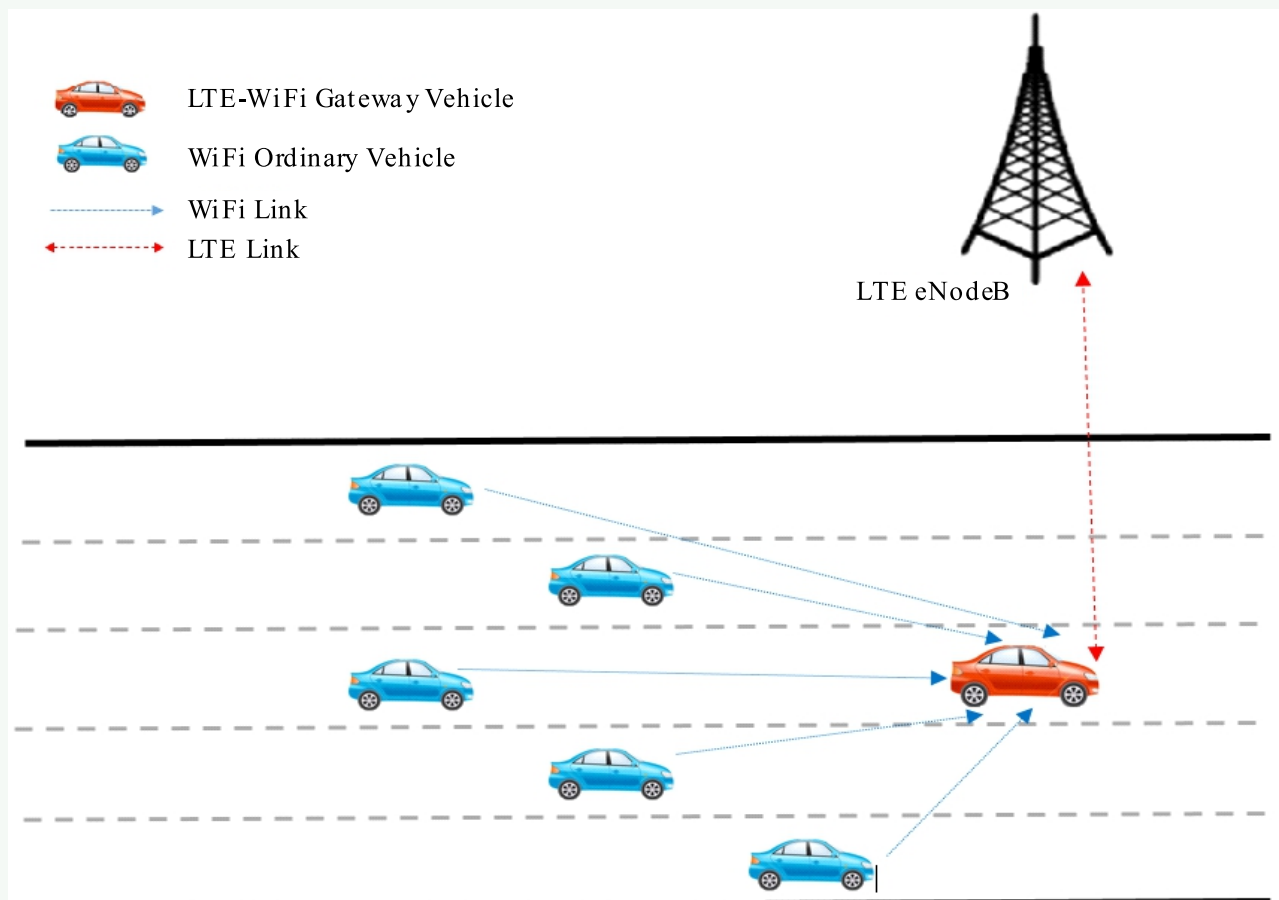 LTE-WiFi Gateway Vehicle
WiFi Ordinary Vehicle
WiFi Link
LTE Link
LTE eNodeB